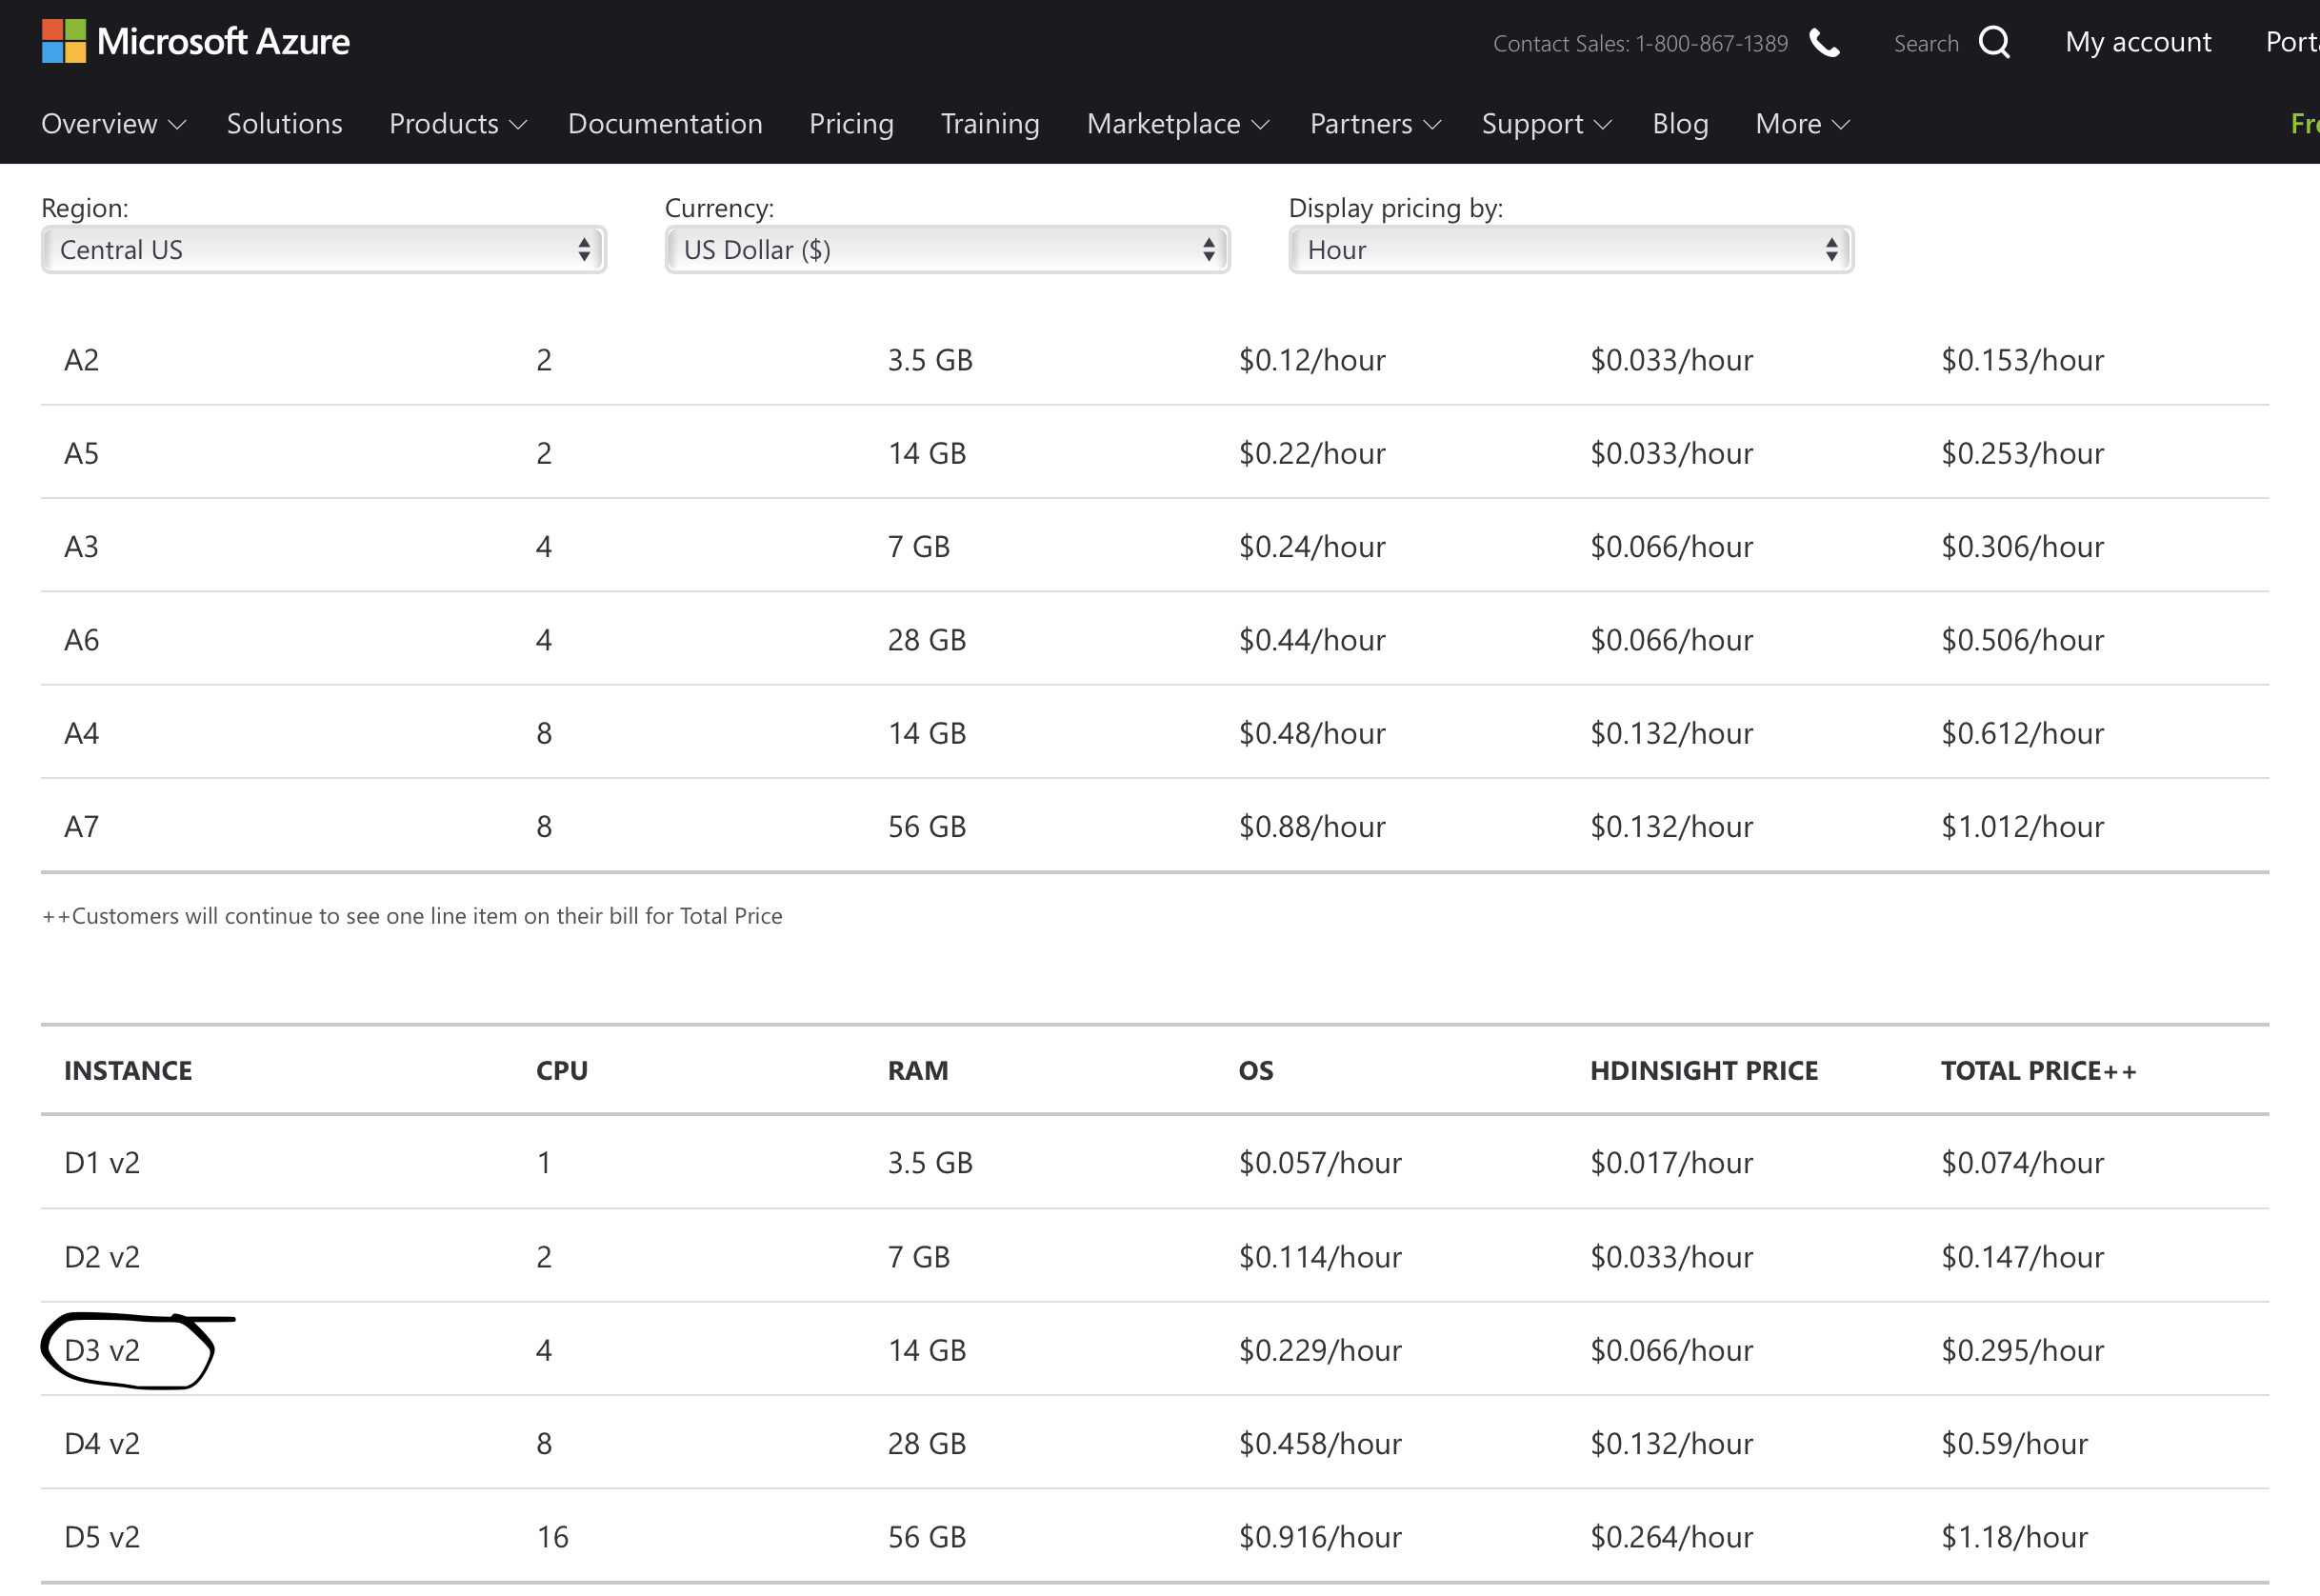 Microsoft Azure Contact Sales: 1-800-867-1389 Search My account
Overview Solutions Products Documentation Pricing Training Marketplace Partners Support Blog More
Region: Currency: Display pricing by:
Central US US Dollar ($) Hour
A2 2 3.5 GB $0.12/hour $0.033/hour $0.153/hour
A5 2 14 GB $0.22/hour $0.033/hour $0.253/hour
A3 4 7 GB $0.24/hour $0.066/hour $0.306/hour
A6 4 28 GB $0.44/hour $0.066/hour $0.506/hour
A4 8 14 GB $0.48/hour $0.132/hour $0.612/hour
A7 8 56 GB $0.88/hour $0.132/hour $1.012/hour
++Customers will continue to see one line item on their bill for Total Price
INSTANCE CPU RAM OS HDINSIGHT PRICE TOTAL PRICE++
D1 v2 1 3.5 GB $0.057/hour $0.017/hour $0.074/hour
D2 v2 2 7 GB $0.114/hour $0.033/hour $0.147/hour
D3 v2 4 14 GB $0.229/hour $0.066/hour $0.295/hour
D4 v2 8 28 GB $0.458/hour $0.132/hour $0.59/hour
D5 v2 16 56 GB $0.916/hour $0.264/hour $1.18/hour